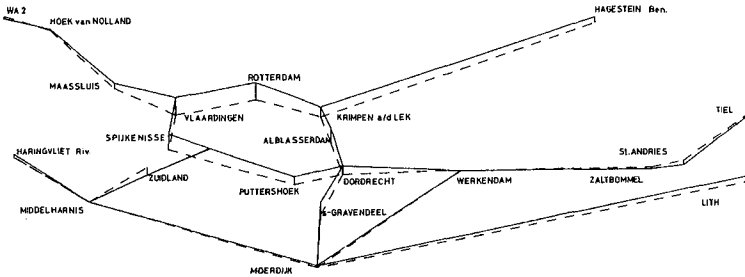 WA 2
HOEK van NOLLAND
HAGESTEIN Ben.
MAASSLUIS
ROTTERDAM
VLAARDINGEN
KRIMPEN a/d LEK
TIEL
SPIJKENISSE
ALBLASSERDAM
HARINGVLIET Riv.
ST.ANDRIES
ZUIDLAND
PUTTERSHOEK
DORDRECHT
WERKENDAM
ZALTBOMMEL
MIDDELHARNIS
'S-GRAVENDEEL
LITH
MOERDIJK